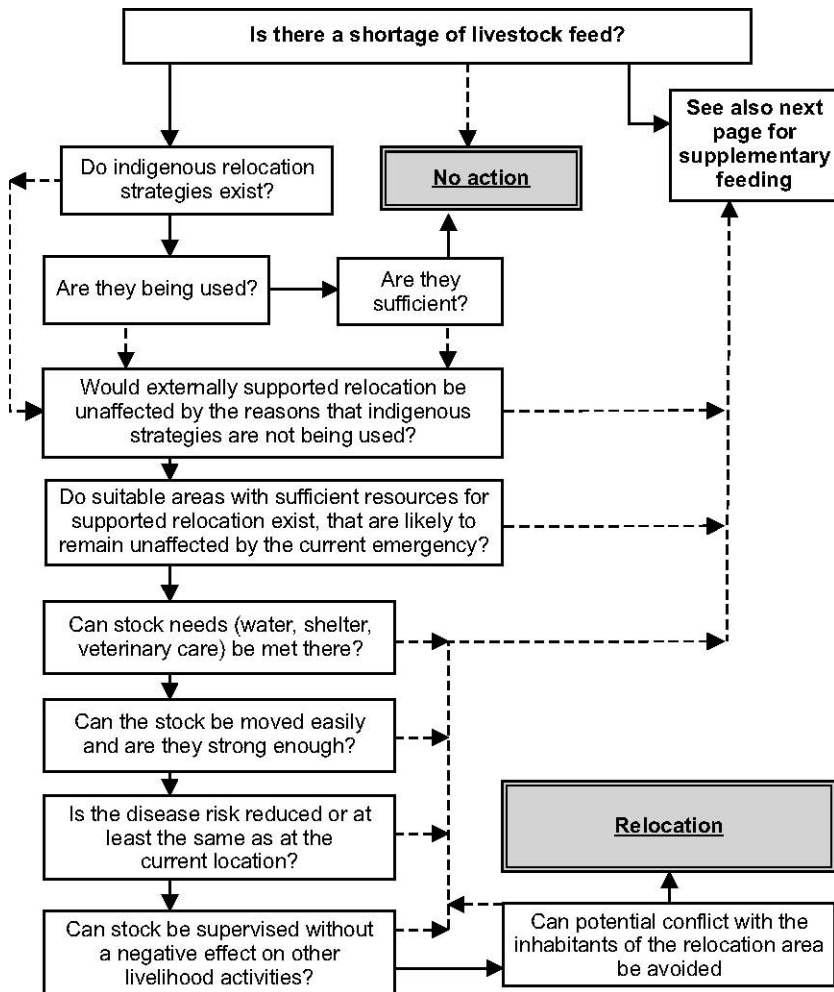 Is there a shortage of livestock feed?
See also next
page for
supplementary
feeding
Do indigenous relocation
strategies exist?
No action
Are they being used?
Are they
sufficient?
Would externally supported relocation be
unaffected by the reasons that indigenous
strategies are not being used?
Do suitable areas with sufficient resources for
supported relocation exist, that are likely to
remain unaffected by the current emergency?
Can stock needs (water, shelter,
veterinary care) be met there?
Can the stock be moved easily
and are they strong enough?
Is the disease risk reduced or at
least the same as at the
current location?
Relocation
Can stock be supervised without
a negative effect on other
livelihood activities?
Can potential conflict with the
inhabitants of the relocation area
be avoided